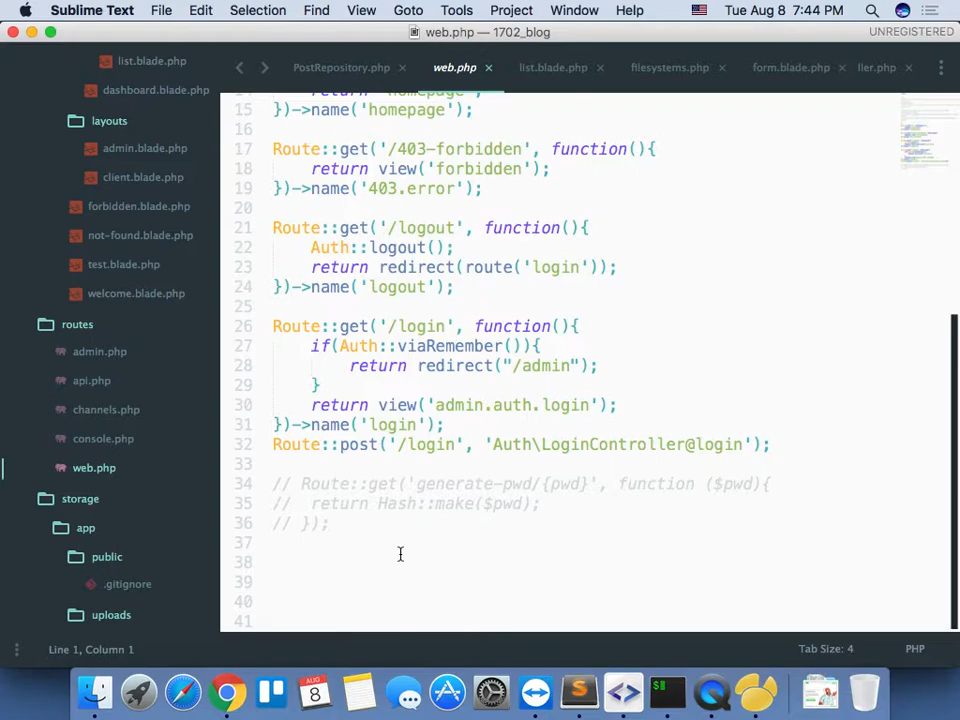 Sublime Text File Edit Selection Find View Goto Tools Project Window Help Tue Aug 8 7:44 PM
web.php — 1702_blog UNREGISTERED
list.blade.php
dashboard.blade.php
layouts
admin.blade.php
client.blade.php
forbidden.blade.php
not-found.blade.php
test.blade.php
welcome.blade.php
routes
admin.php
api.php
channels.php
console.php
web.php
storage
app
public
.gitignore
uploads
PostRepository.php × web.php × list.blade.php × filesystems.php × form.blade.php × ller.php ×
14 return 'homepage';
15 })->name('homepage');
16
17 Route::get('/403-forbidden', function(){
18 return view('forbidden');
19 })->name('403.error');
20
21 Route::get('/logout', function(){
22 Auth::logout();
23 return redirect(route('login'));
24 })->name('logout');
25
26 Route::get('/login', function(){
27 if(Auth::viaRemember()){
28 return redirect("/admin");
29 }
30 return view('admin.auth.login');
31 })->name('login');
32 Route::post('/login', 'Auth\LoginController@login');
33
34 // Route::get('generate-pwd/{pwd}', function ($pwd){
35 // return Hash::make($pwd);
36 // });
37
38
39
40
41
Line 1, Column 1 Tab Size: 4 PHP